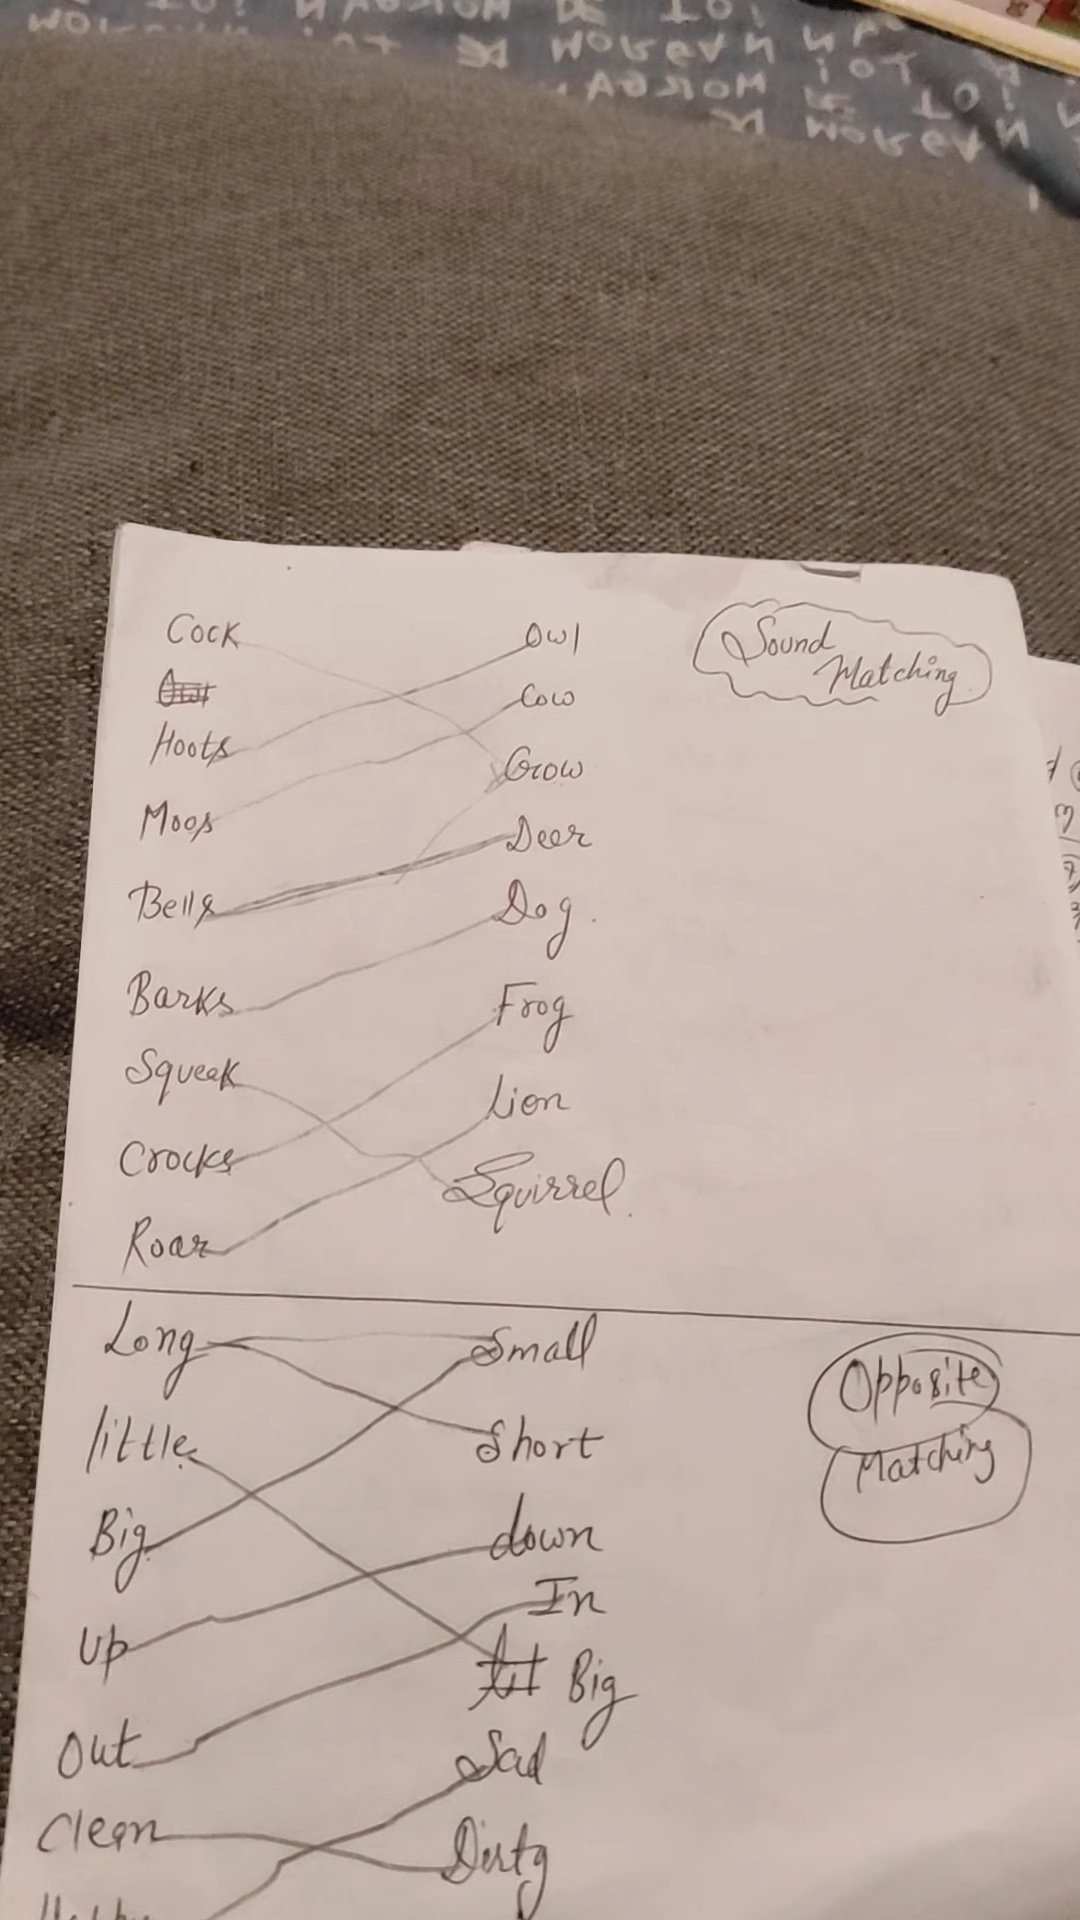 Cock Owl
Sound
Matching
Cow
Hoots
Grow
Moos
Deer
Bells
Dog.
Barks
Frog
Squeak
Lion
Crocks
Squirrel.
Roar
Long Small
Opposite
Matching
little Short
Big down
In
Up
Big
Out Sad
Clean Dirty